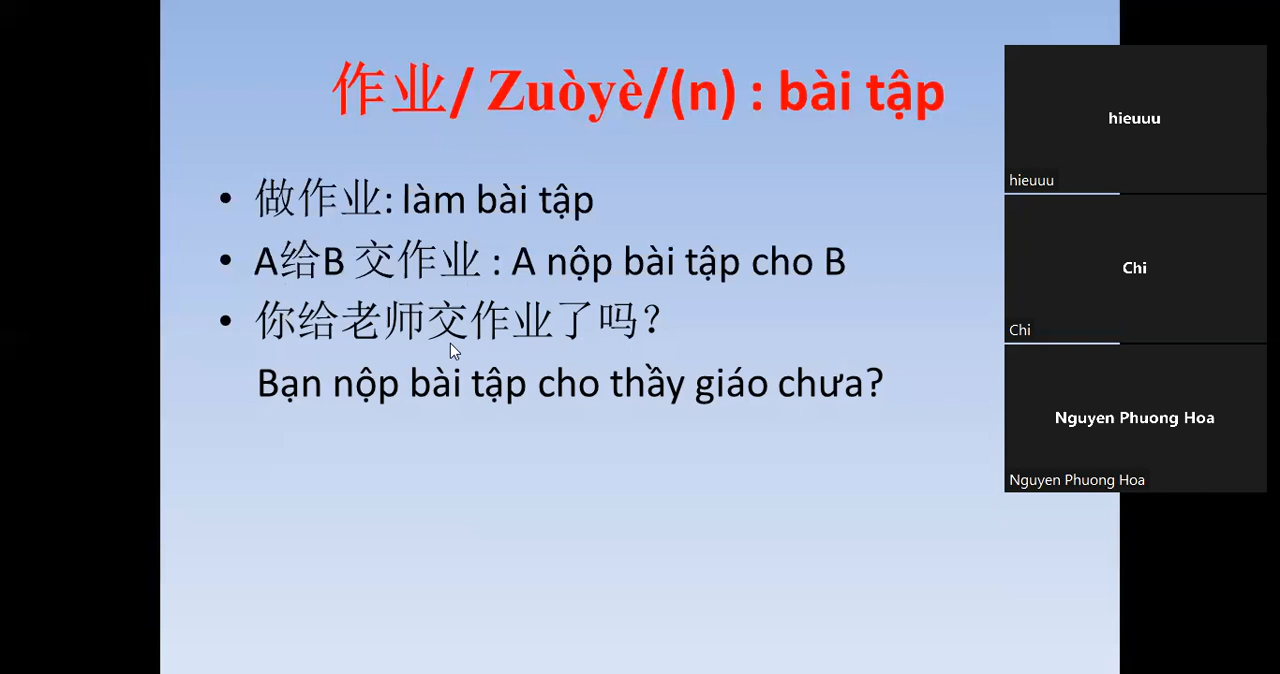 作业/ Zuòyè/(n) : bài tập
• 做作业: làm bài tập
• A给B 交作业 : A nộp bài tập cho B
• 你给老师交作业了吗？
Bạn nộp bài tập cho thầy giáo chưa?
hieuuu
hieuuu
Chi
Chi
Nguyen Phuong Hoa
Nguyen Phuong Hoa